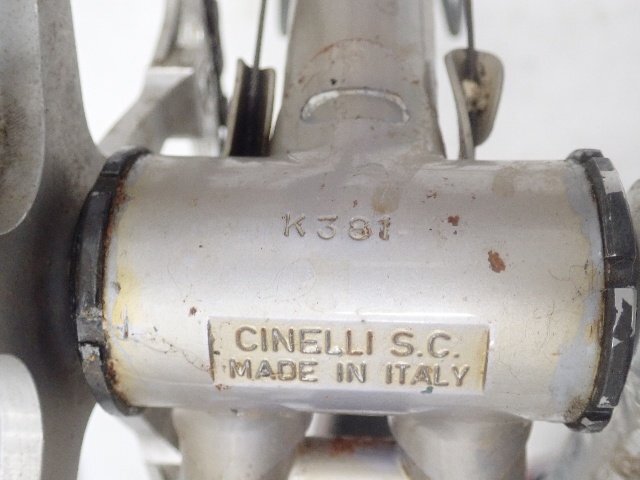 K381
CINELLI S.C.
MADE IN ITALY